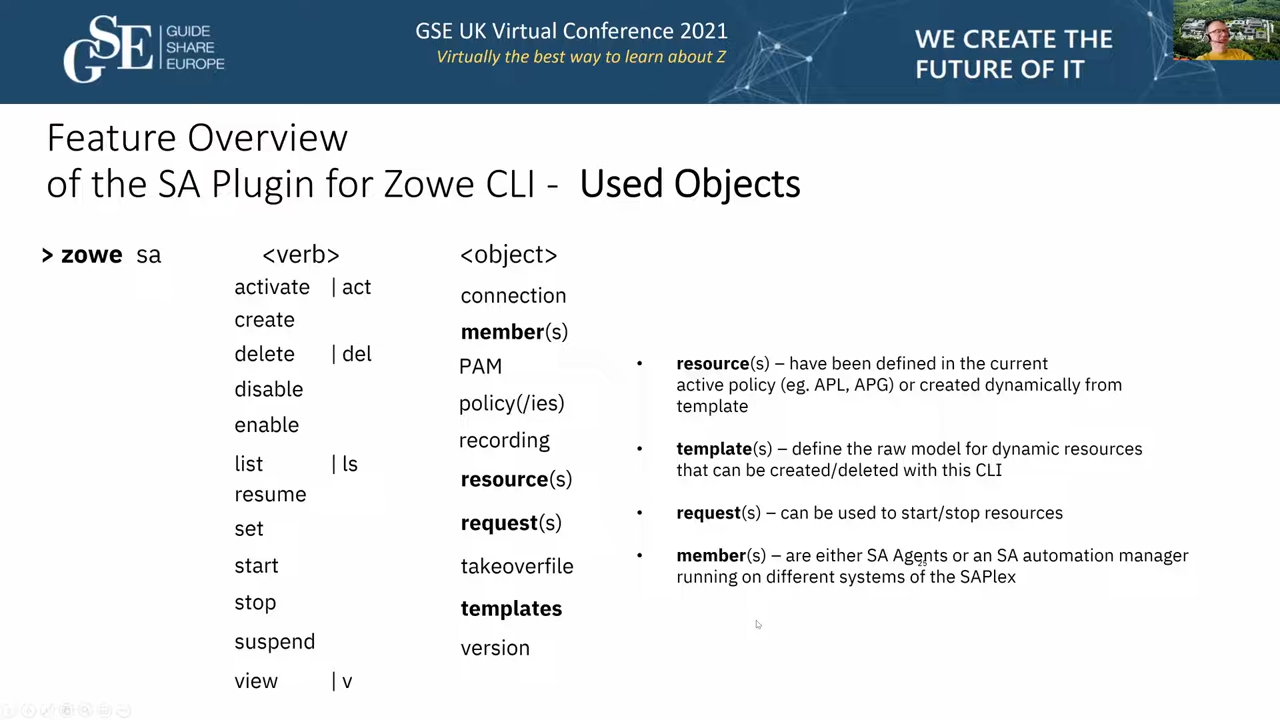 GSE
GUIDE
SHARE
EUROPE
GSE UK Virtual Conference 2021
Virtually the best way to learn about Z
WE CREATE THE
FUTURE OF IT
Feature Overview
of the SA Plugin for Zowe CLI - Used Objects
> zowe sa <verb> <object>
activate | act
create
delete | del
disable
enable
list | ls
resume
set
start
stop
suspend
view | v
connection
member(s)
PAM
policy(/ies)
recording
resource(s)
request(s)
takeoverfile
templates
version
• resource(s) – have been defined in the current
active policy (eg. APL, APG) or created dynamically from
template
• template(s) – define the raw model for dynamic resources
that can be created/deleted with this CLI
• request(s) – can be used to start/stop resources
• member(s) – are either SA Agents or an SA automation manager
running on different systems of the SAPlex
25